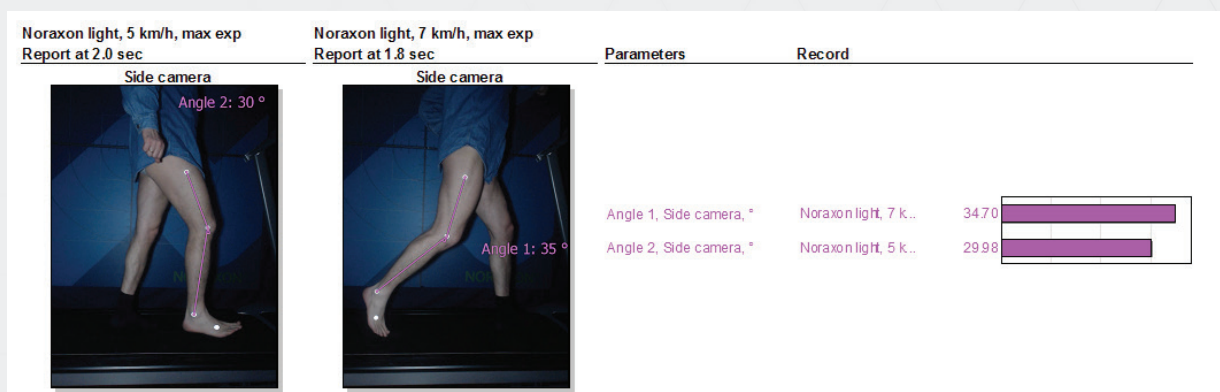 Noraxon light, 5 km/h, max exp
Report at 2.0 sec
Side camera
Angle 2: 30 °
Noraxon light, 7 km/h, max exp
Report at 1.8 sec
Side camera
Angle 1: 35 °
Parameters Record
Angle 1, Side camera, ° Noraxon light, 7 k... 34.70
Angle 2, Side camera, ° Noraxon light, 5 k... 29.98